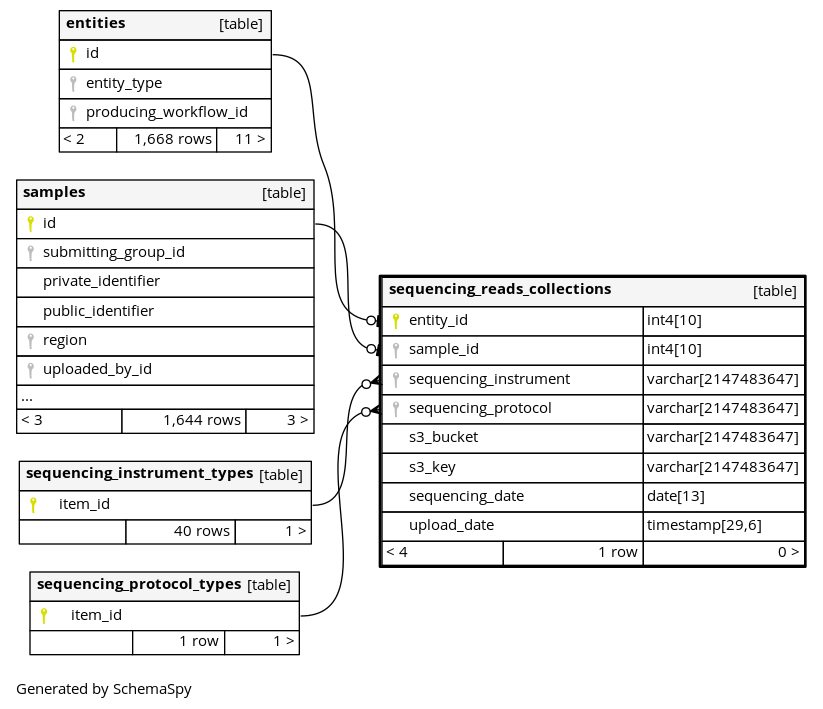 entities [table]
id
entity_type
producing_workflow_id
< 2 1,668 rows 11 >
samples [table]
id
submitting_group_id
private_identifier
public_identifier
region
uploaded_by_id
...
< 3 1,644 rows 3 >
sequencing_instrument_types [table]
item_id
40 rows 1 >
sequencing_protocol_types [table]
item_id
1 row 1 >
sequencing_reads_collections [table]
entity_id int4[10]
sample_id int4[10]
sequencing_instrument varchar[2147483647]
sequencing_protocol varchar[2147483647]
s3_bucket varchar[2147483647]
s3_key varchar[2147483647]
sequencing_date date[13]
upload_date timestamp[29,6]
< 4 1 row 0 >
Generated by SchemaSpy